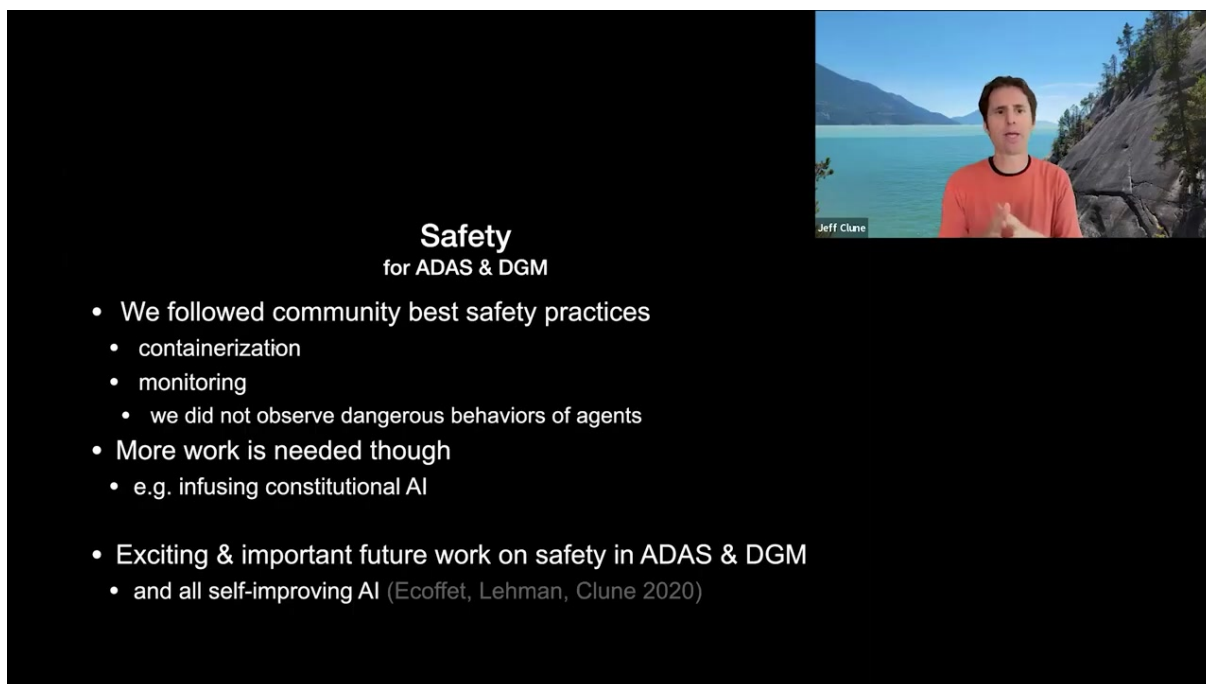 Jeff Clune
Safety
for ADAS & DGM
• We followed community best safety practices
• containerization
• monitoring
• we did not observe dangerous behaviors of agents
• More work is needed though
• e.g. infusing constitutional AI
• Exciting & important future work on safety in ADAS & DGM
• and all self-improving AI (Ecoffet, Lehman, Clune 2020)